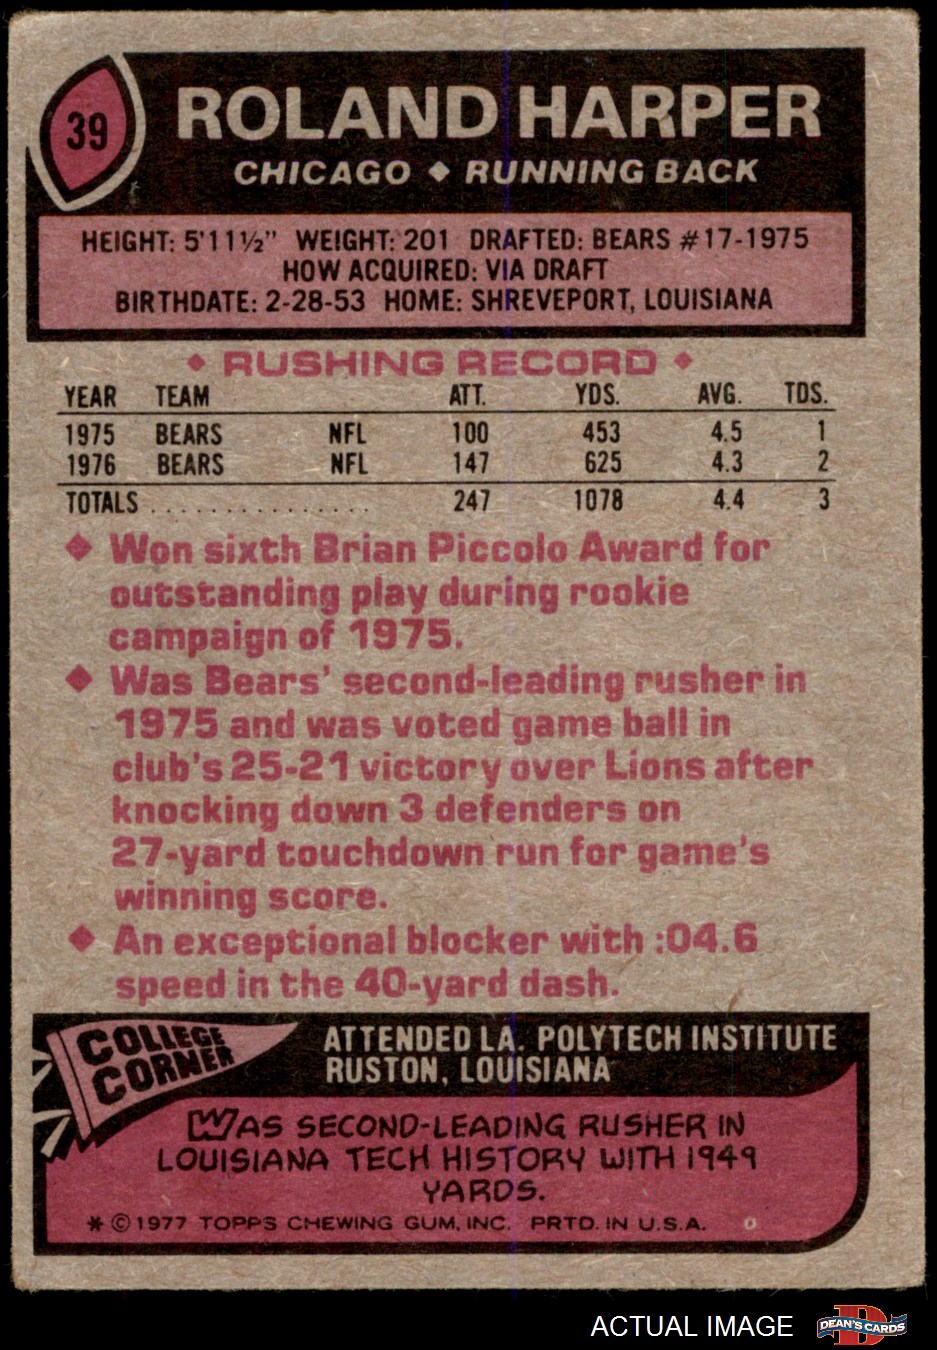 39
ROLAND HARPER
CHICAGO ◆ RUNNING BACK
HEIGHT: 5'11½" WEIGHT: 201 DRAFTED: BEARS #17-1975
HOW ACQUIRED: VIA DRAFT
BIRTHDATE: 2-28-53 HOME: SHREVEPORT, LOUISIANA
◆ RUSHING RECORD ◆
YEAR TEAM ATT. YDS. AVG. TDS.
1975 BEARS NFL 100 453 4.5 1
1976 BEARS NFL 147 625 4.3 2
TOTALS . . . . . . . . . . . . . . . 247 1078 4.4 3
◆ Won sixth Brian Piccolo Award for
outstanding play during rookie
campaign of 1975.
◆ Was Bears' second-leading rusher in
1975 and was voted game ball in
club's 25-21 victory over Lions after
knocking down 3 defenders on
27-yard touchdown run for game's
winning score.
◆ An exceptional blocker with :04.6
speed in the 40-yard dash.
COLLEGE
CORNER
ATTENDED LA. POLYTECH INSTITUTE
RUSTON, LOUISIANA
WAS SECOND-LEADING RUSHER IN
LOUISIANA TECH HISTORY WITH 1949
YARDS.
* © 1977 TOPPS CHEWING GUM, INC. PRTD. IN U.S.A.
ACTUAL IMAGE
DEAN'S CARDS